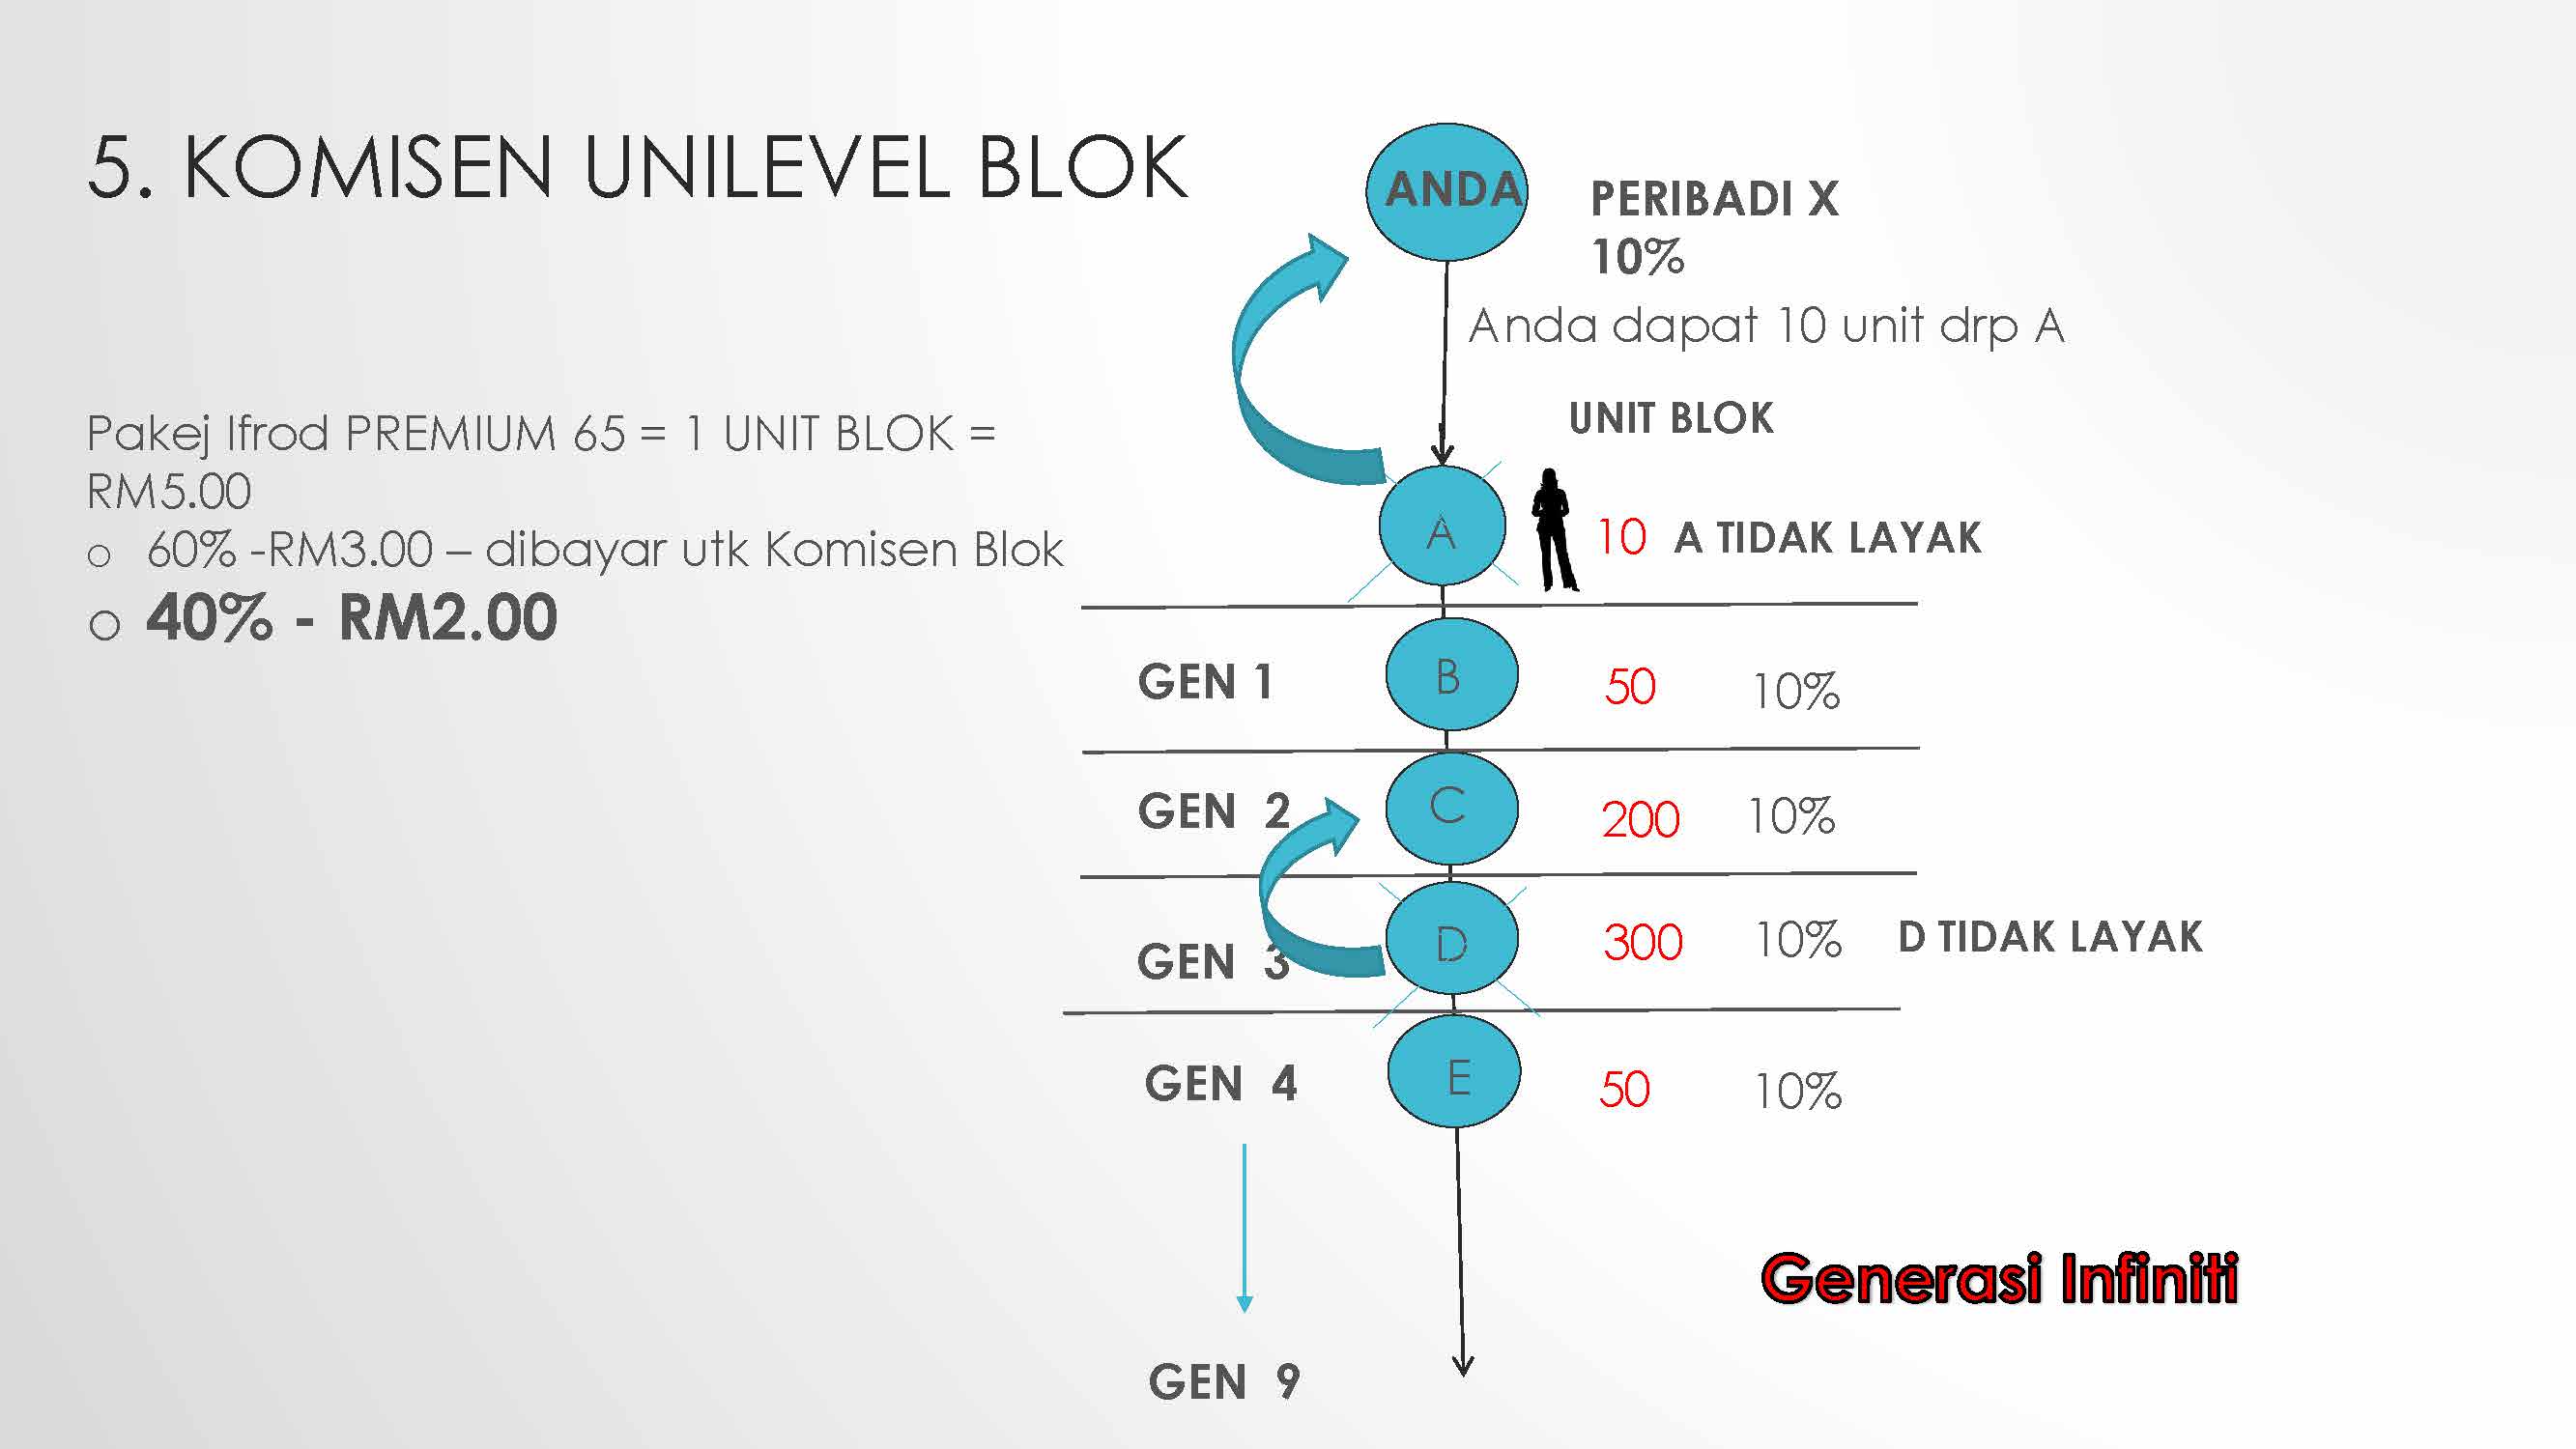 5. KOMISEN UNILEVEL BLOK
Pakej Ifrod PREMIUM 65 = 1 UNIT BLOK =
RM5.00
o 60% -RM3.00 – dibayar utk Komisen Blok
o 40% - RM2.00
ANDA
PERIBADI X
10%
Anda dapat 10 unit drp A
UNIT BLOK
A 10 A TIDAK LAYAK
GEN 1 B 50 10%
GEN 2 C 200 10%
GEN 3 D 300 10% D TIDAK LAYAK
GEN 4 E 50 10%
Generasi Infiniti
GEN 9